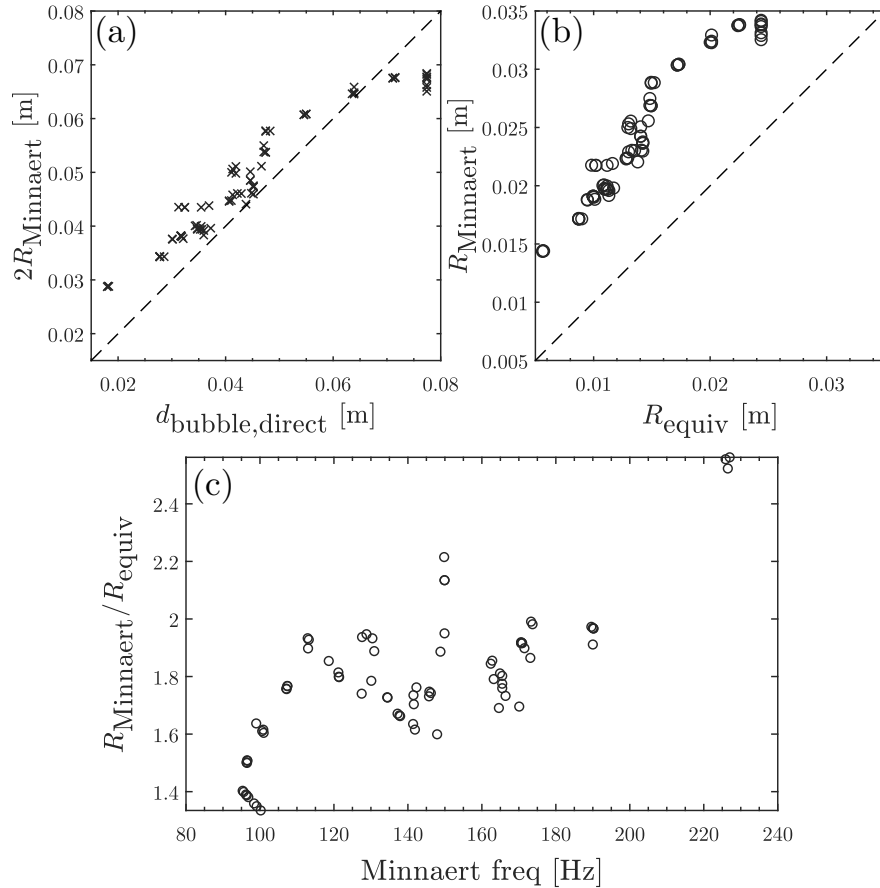 (a)
0.08
0.07
0.06
0.05
0.04
0.03
0.02
2R_Minnaert [m]
0.02 0.04 0.06 0.08
d_bubble,direct [m]
(b)
0.035
0.03
0.025
0.02
0.015
0.01
0.005
R_Minnaert [m]
0.01 0.02 0.03
R_equiv [m]
(c)
2.4
2.2
2
1.8
1.6
1.4
R_Minnaert/R_equiv
80 100 120 140 160 180 200 220 240
Minnaert freq [Hz]